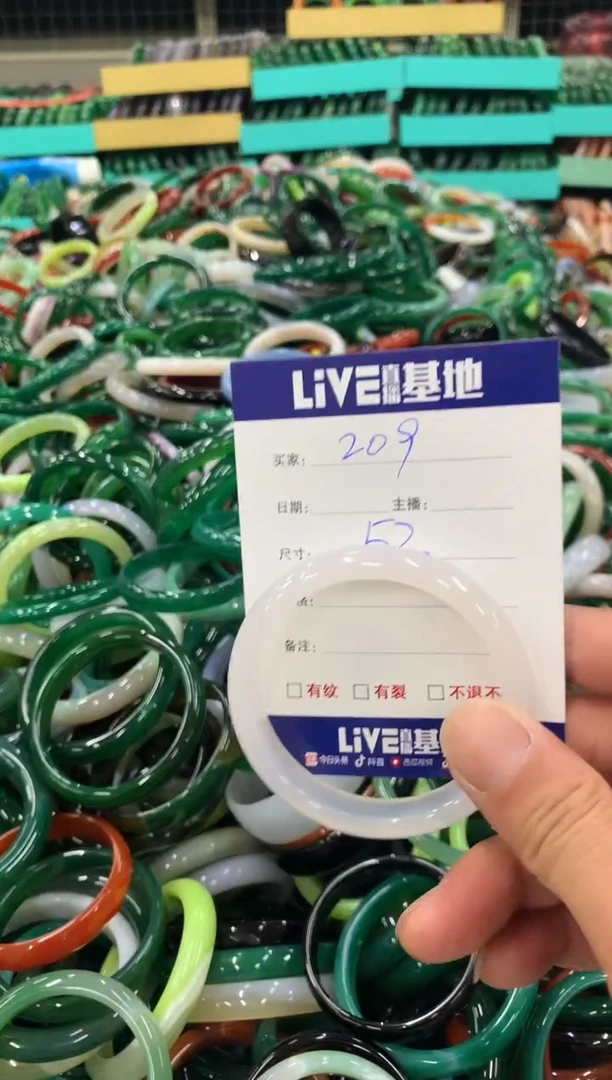 LiVE直播基地
买家: 209
日期: 主播:
尺寸: 52
备注:
□有纹 □有裂 □不退不
LiVE直播基
今日头条 抖音 西瓜视频